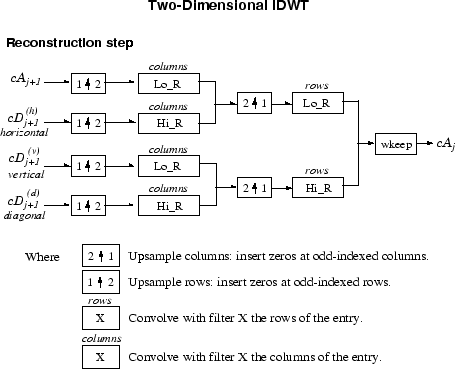 Two-Dimensional IDWT
Reconstruction step
cA_{j+1} 1 ↑ 2 columns Lo_R
cD_{j+1}^{(h)} horizontal 1 ↑ 2 columns Hi_R
2 ↑ 1 rows Lo_R
cD_{j+1}^{(v)} vertical 1 ↑ 2 columns Lo_R
cD_{j+1}^{(d)} diagonal 1 ↑ 2 columns Hi_R
2 ↑ 1 rows Hi_R
wkeep cA_j
Where
2 ↑ 1 Upsample columns: insert zeros at odd-indexed columns.
1 ↑ 2 Upsample rows: insert zeros at odd-indexed rows.
rows
X Convolve with filter X the rows of the entry.
columns
X Convolve with filter X the columns of the entry.